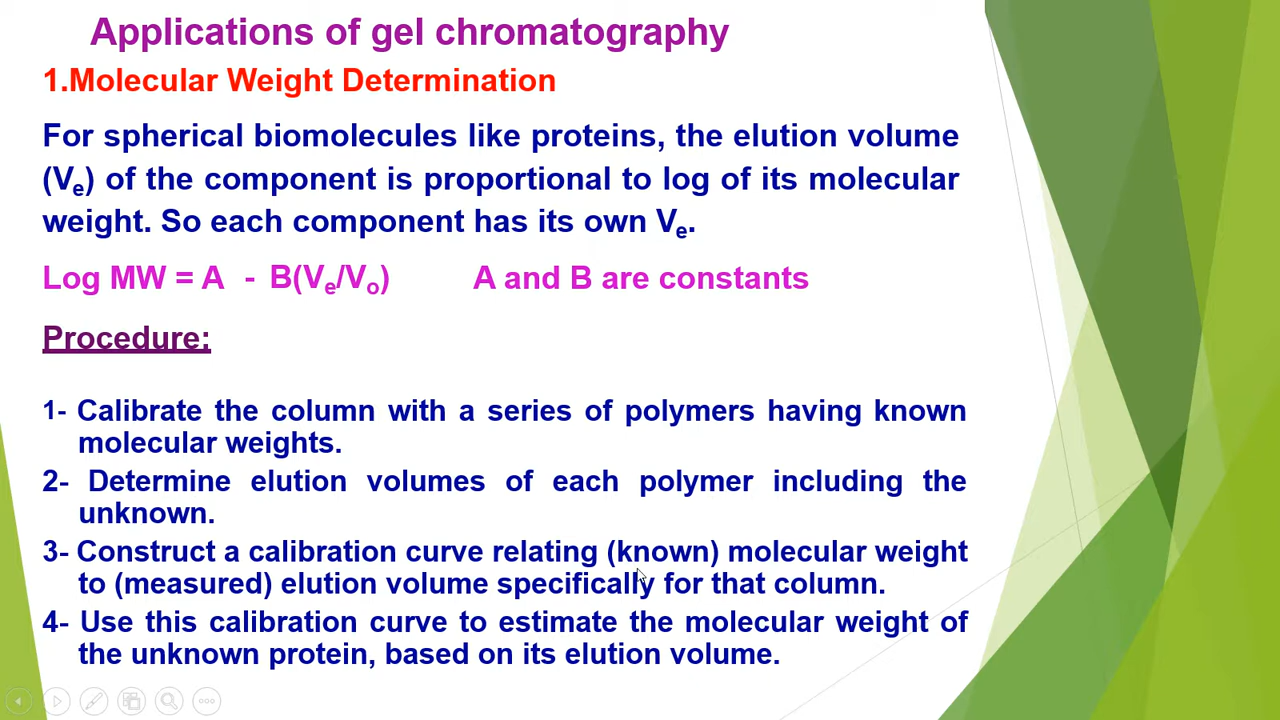 Applications of gel chromatography
1.Molecular Weight Determination
For spherical biomolecules like proteins, the elution volume
(Ve) of the component is proportional to log of its molecular
weight. So each component has its own Ve.
Log MW = A - B(Ve/Vo) A and B are constants
Procedure:
1- Calibrate the column with a series of polymers having known
molecular weights.
2- Determine elution volumes of each polymer including the
unknown.
3- Construct a calibration curve relating (known) molecular weight
to (measured) elution volume specifically for that column.
4- Use this calibration curve to estimate the molecular weight of
the unknown protein, based on its elution volume.